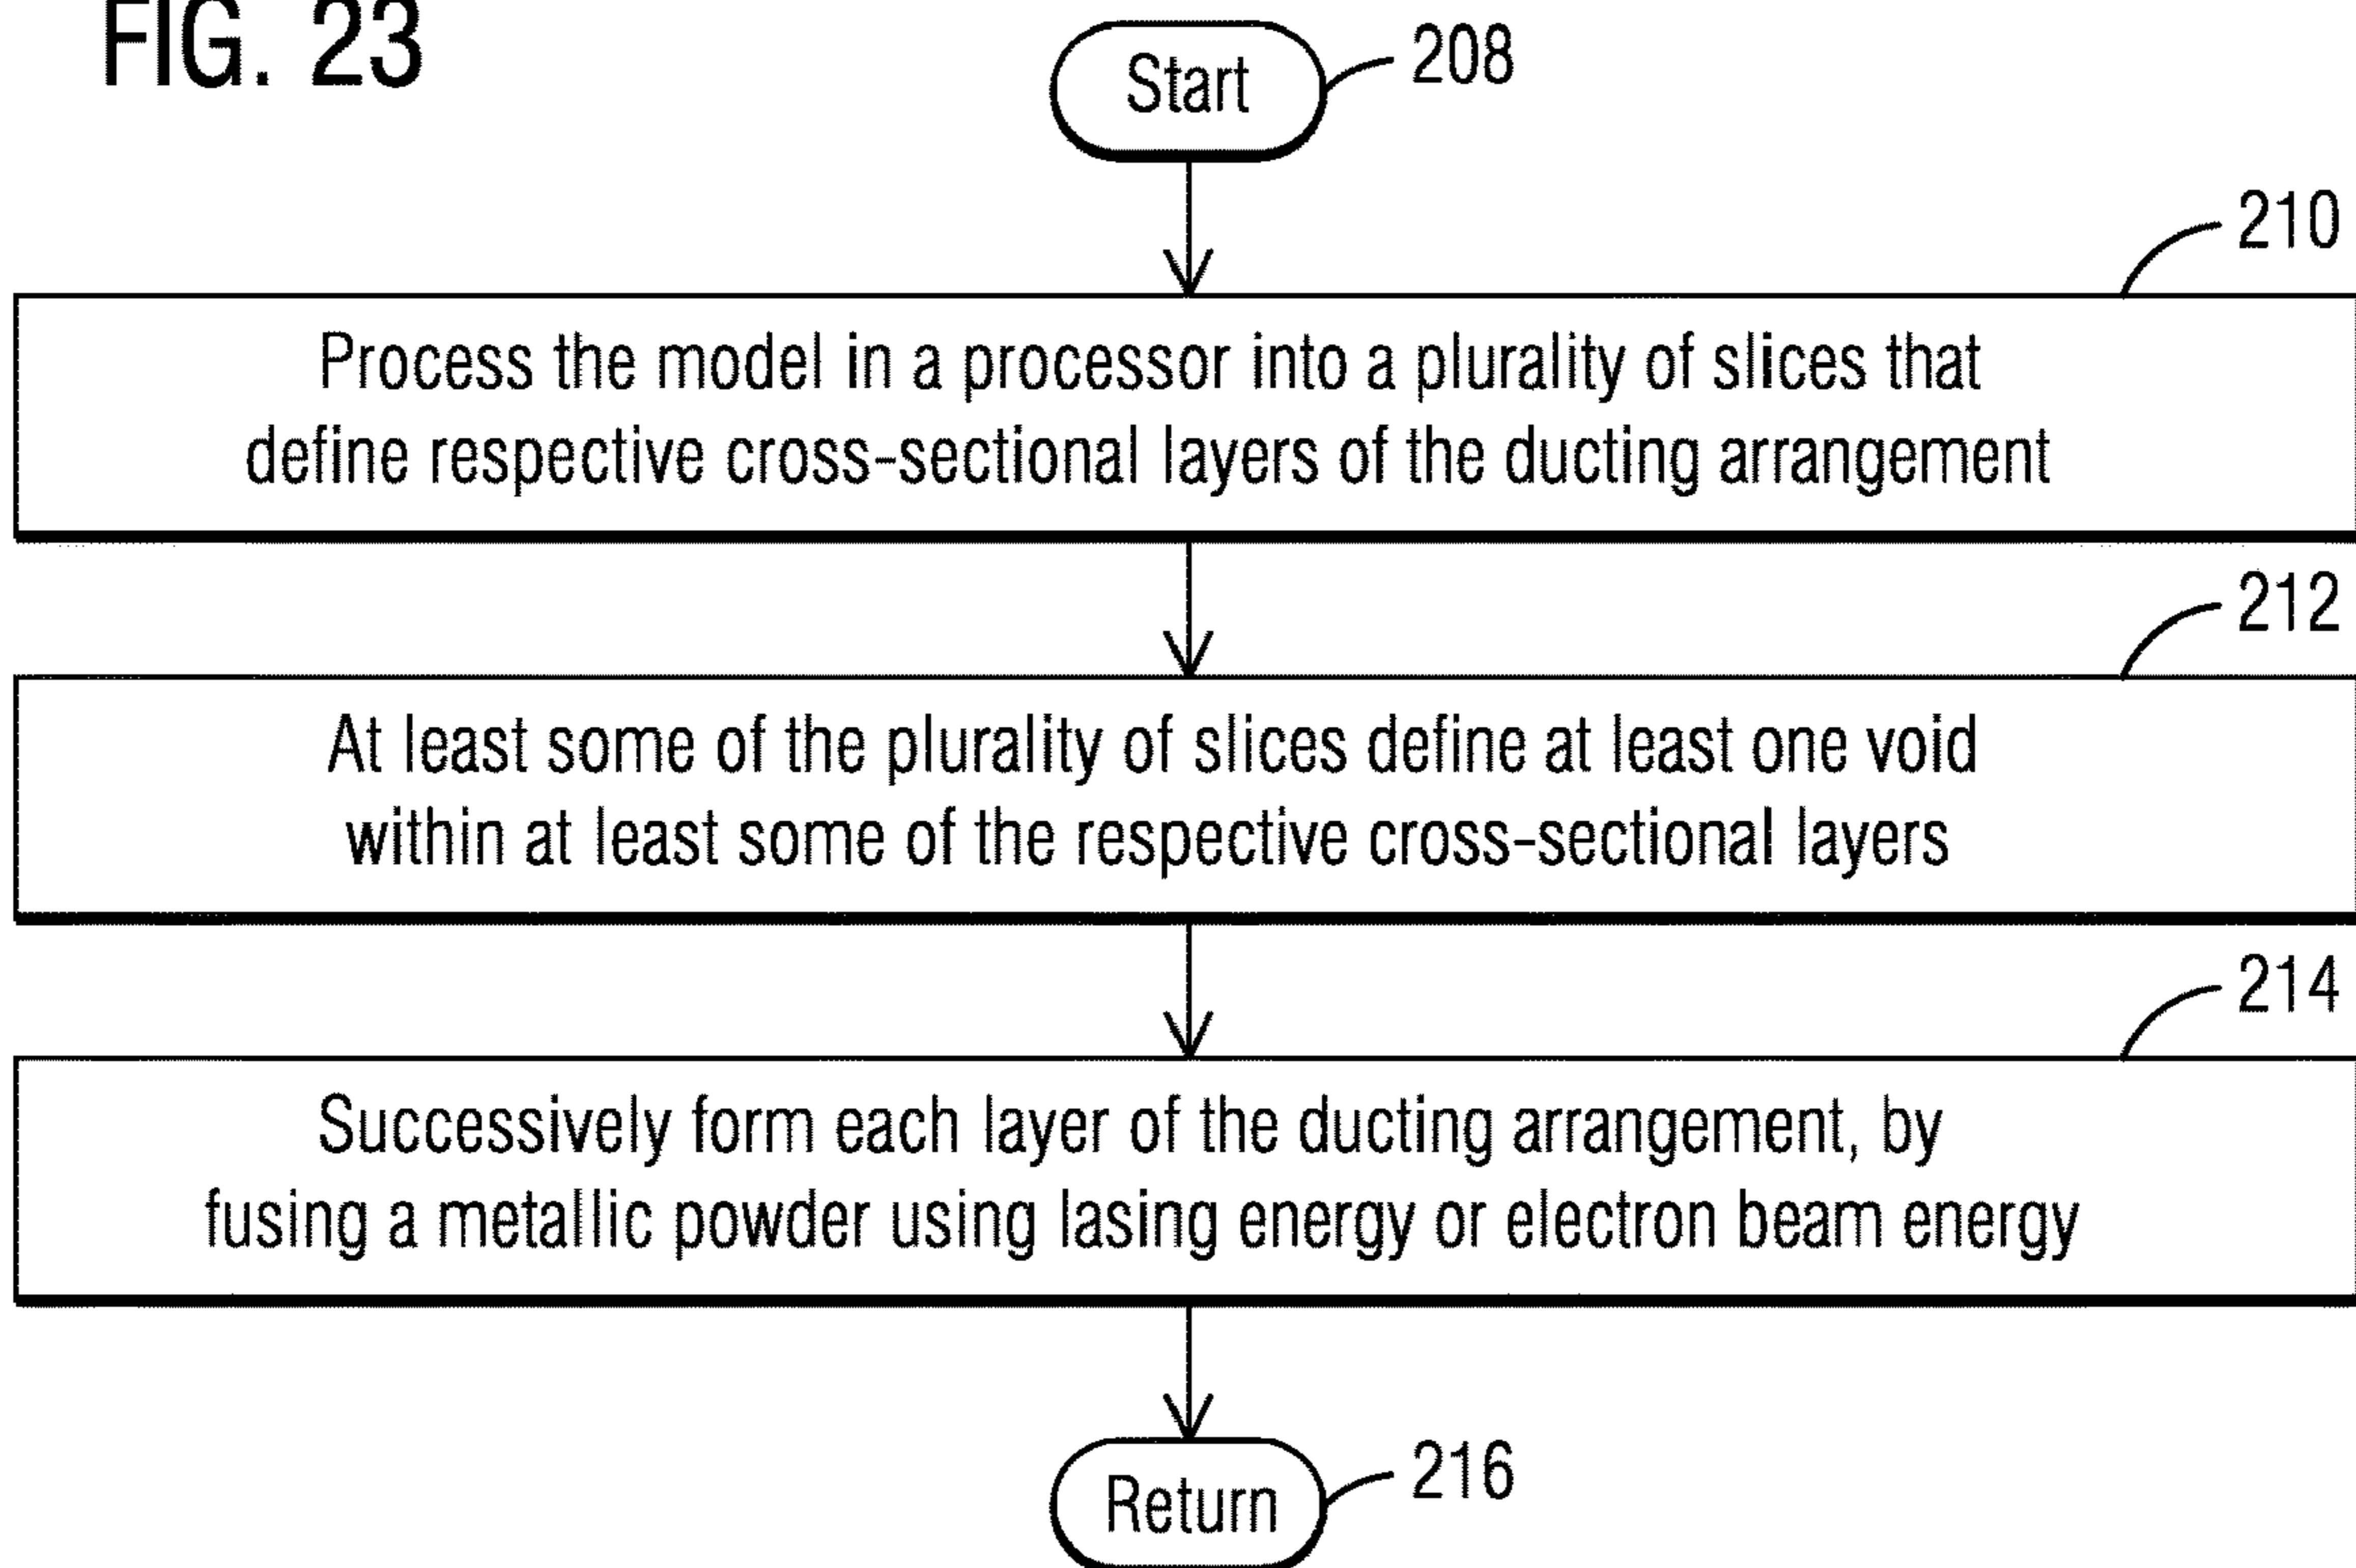 FIG. 23
Start
208
210
Process the model in a processor into a plurality of slices that
define respective cross-sectional layers of the ducting arrangement
212
At least some of the plurality of slices define at least one void
within at least some of the respective cross-sectional layers
214
Successively form each layer of the ducting arrangement, by
fusing a metallic powder using lasing energy or electron beam energy
Return
216